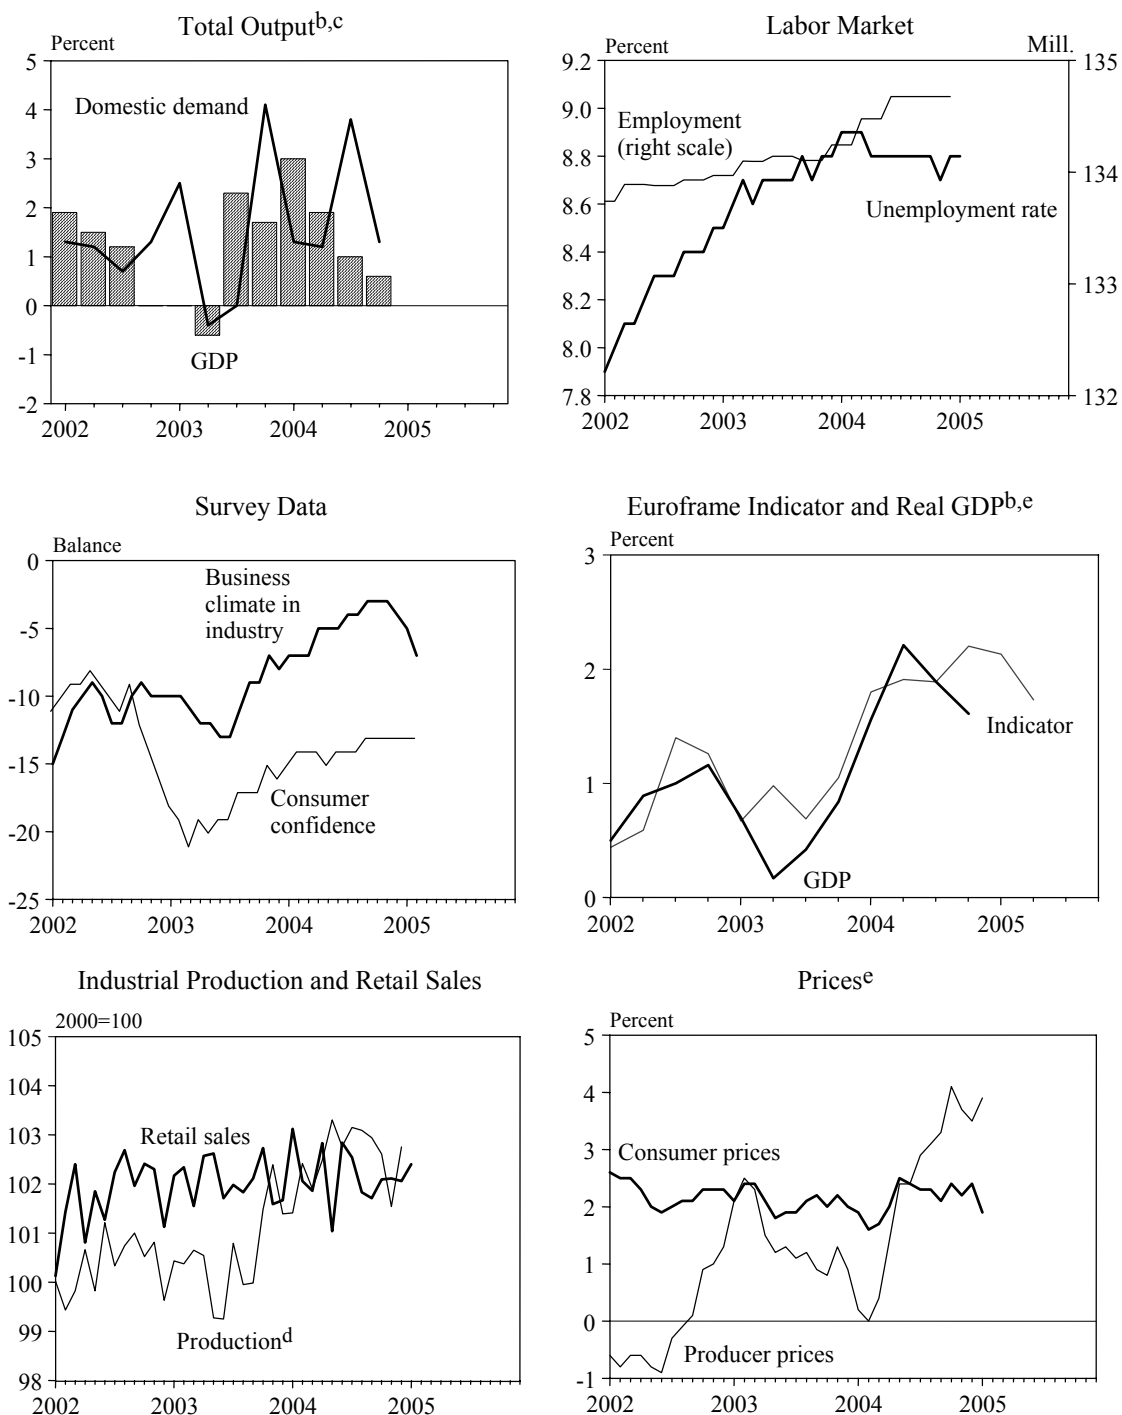 Total Outputb,c
Percent
5
4
3
2
1
0
-1
-2
Domestic demand
GDP
2002 2003 2004 2005
Labor Market
Percent
Mill.
9.2
9.0
8.8
8.6
8.4
8.2
8.0
7.8
135
134
133
132
Employment
(right scale)
Unemployment rate
2002 2003 2004 2005
Survey Data
Balance
0
-5
-10
-15
-20
-25
Business
climate in
industry
Consumer
confidence
2002 2003 2004 2005
Euroframe Indicator and Real GDPb,e
Percent
3
2
1
0
Indicator
GDP
2002 2003 2004 2005
Industrial Production and Retail Sales
2000=100
105
104
103
102
101
100
99
98
Retail sales
Productiond
2002 2003 2004 2005
Pricese
Percent
5
4
3
2
1
0
-1
Consumer prices
Producer prices
2002 2003 2004 2005